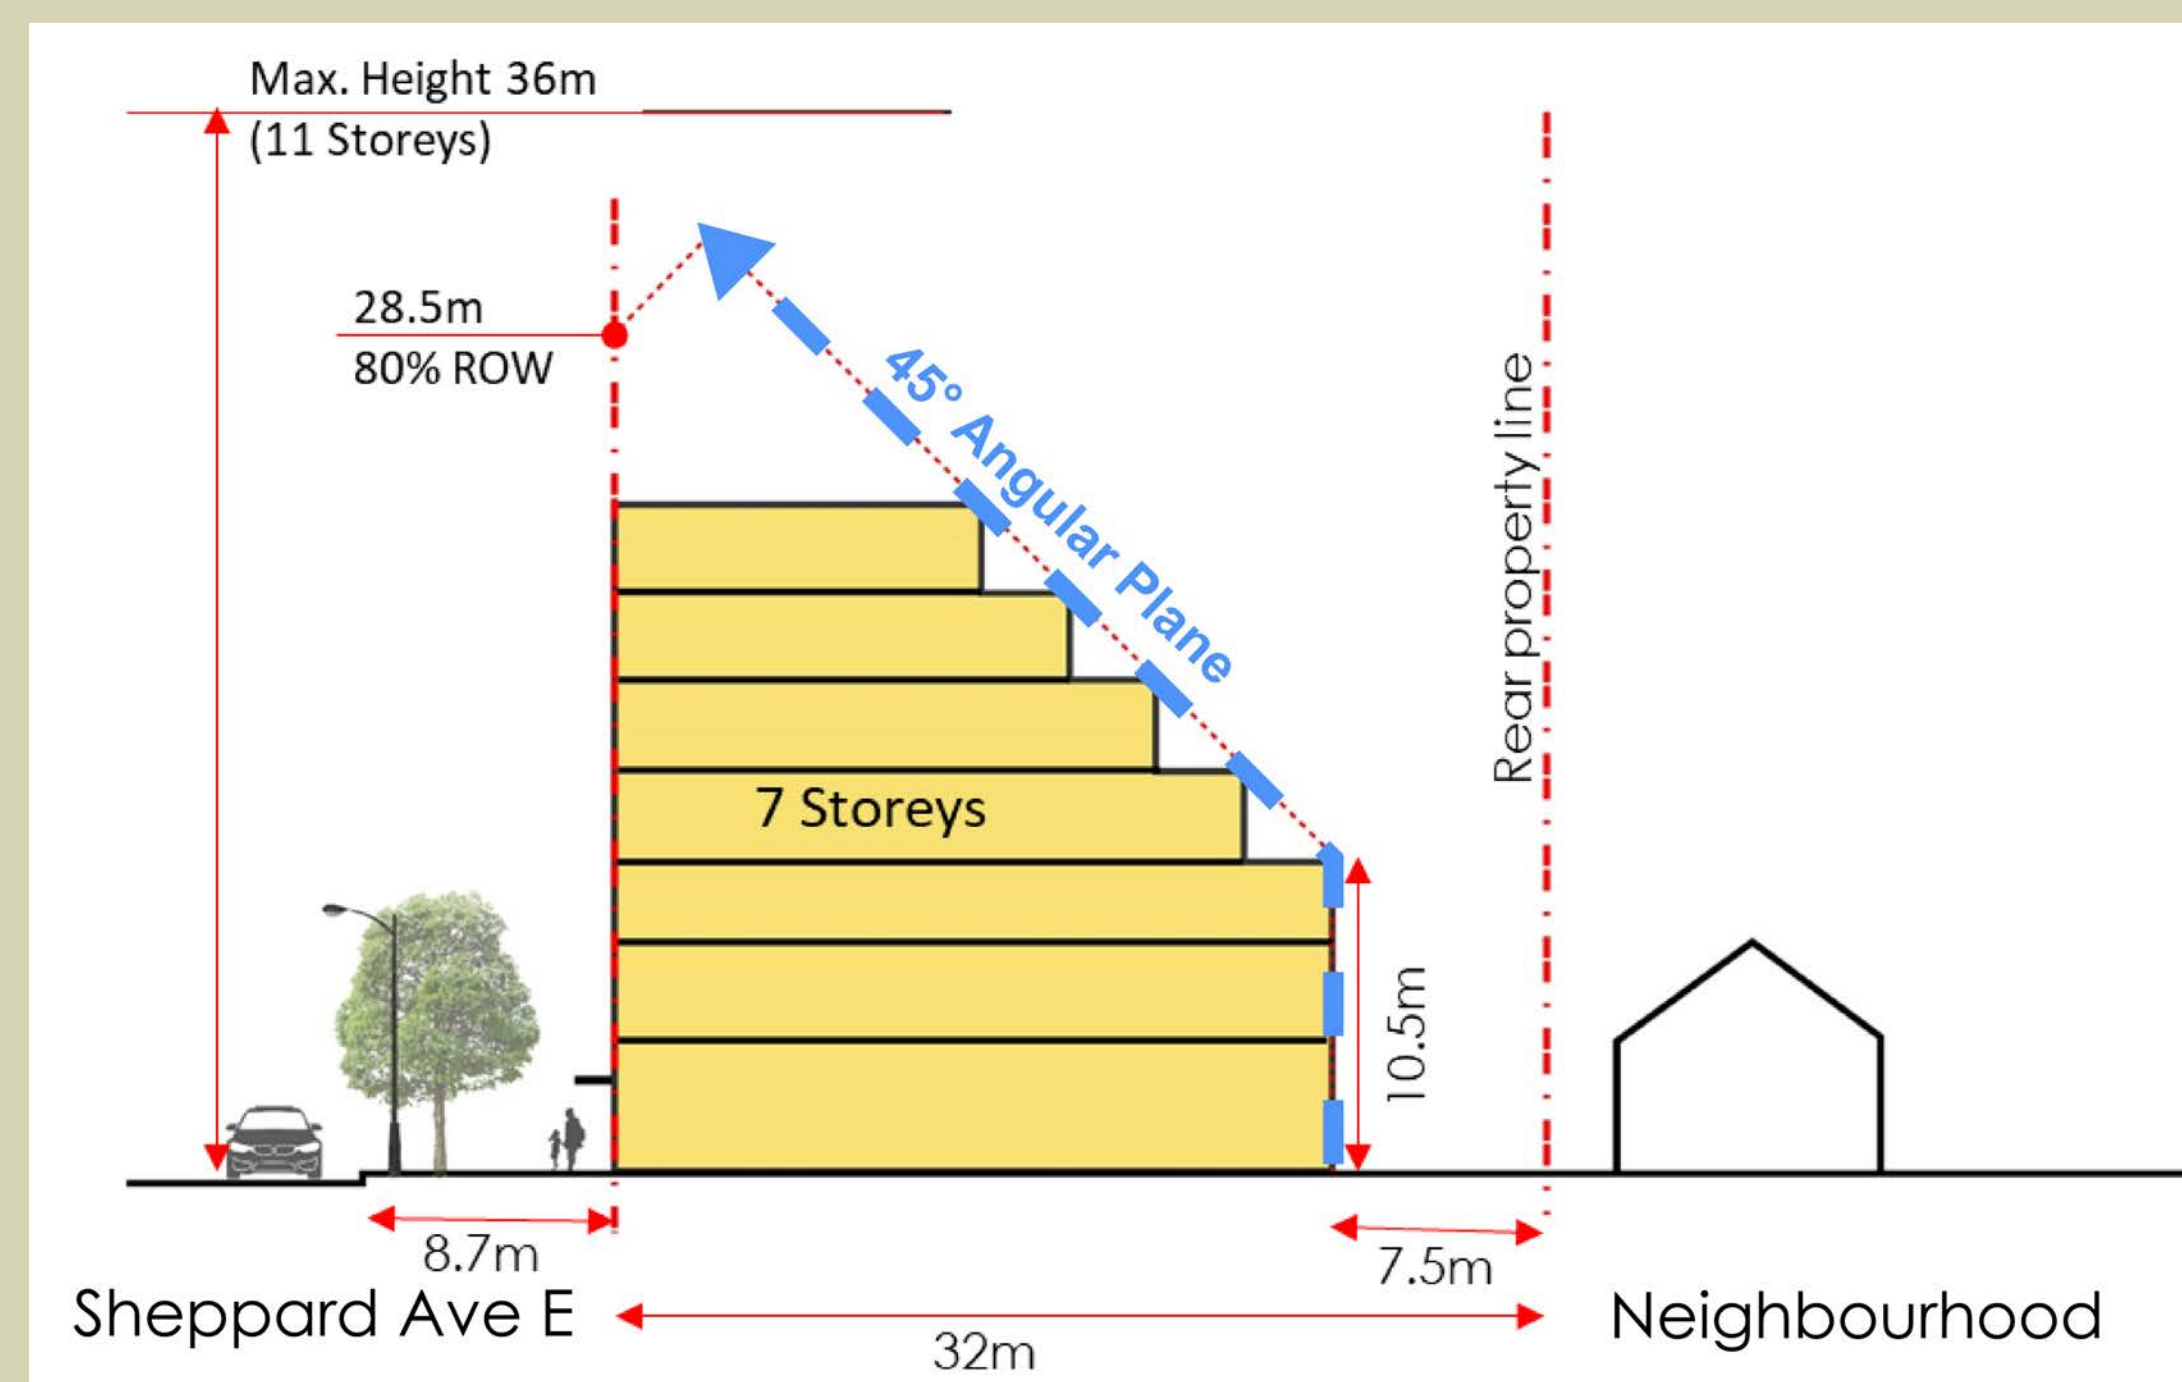 Max. Height 36m
(11 Storeys)
28.5m
80% ROW
45° Angular Plane
Rear property line
7 Storeys
10.5m
8.7m
7.5m
Sheppard Ave E
32m
Neighbourhood